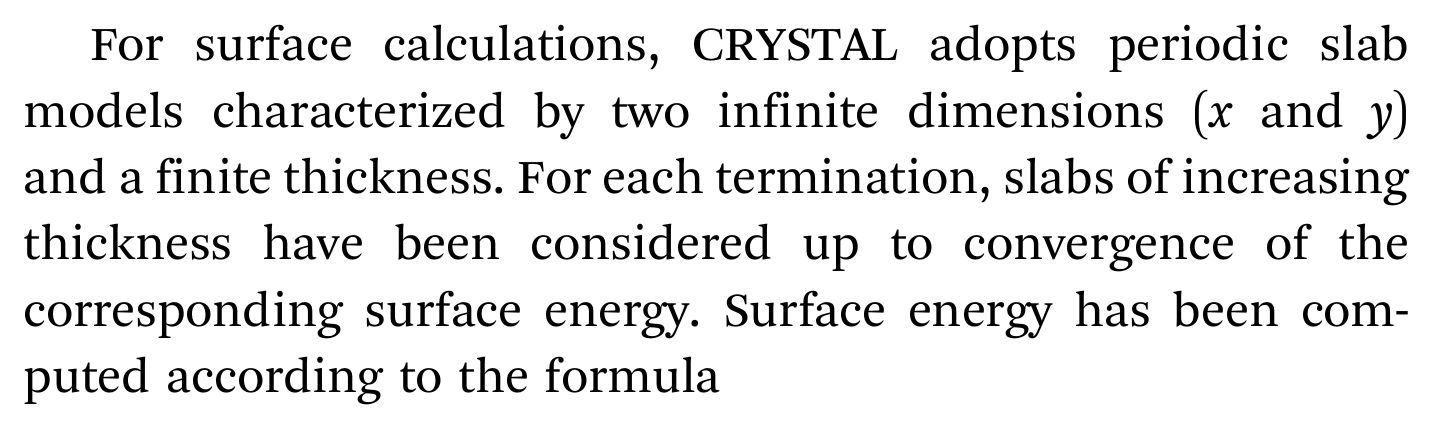 For surface calculations, CRYSTAL adopts periodic slab
models characterized by two infinite dimensions (x and y)
and a finite thickness. For each termination, slabs of increasing
thickness have been considered up to convergence of the
corresponding surface energy. Surface energy has been com-
puted according to the formula